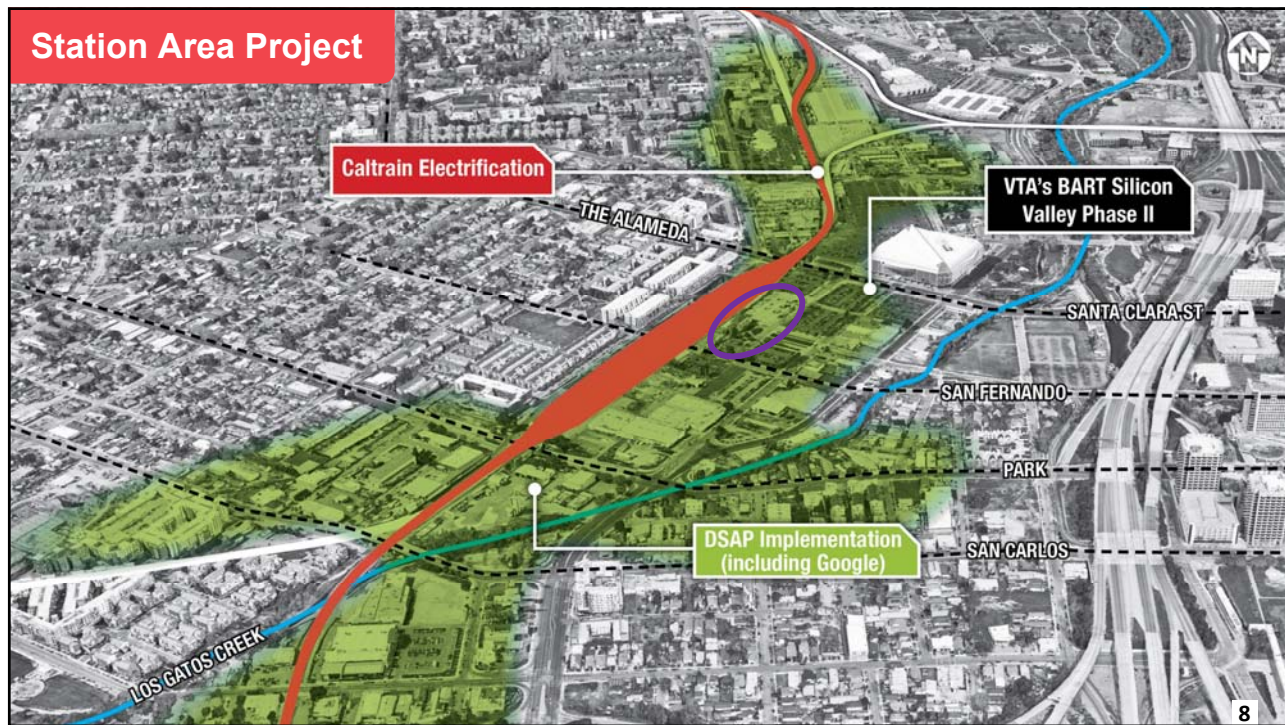 Station Area Project
N
Caltrain Electrification
THE ALAMEDA
VTA's BART Silicon
Valley Phase II
SANTA CLARA ST
SAN FERNANDO
PARK
DSAP Implementation
(including Google)
SAN CARLOS
LOS GATOS CREEK
8